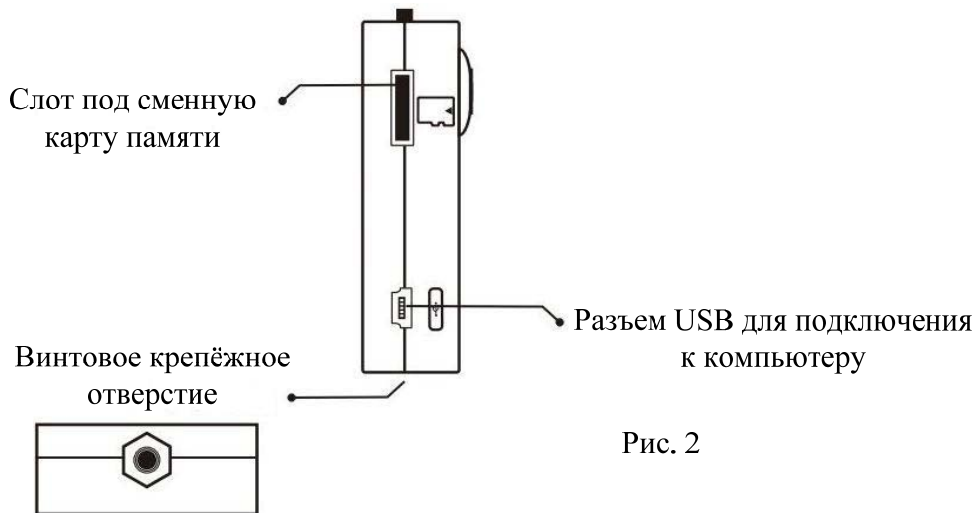 Слот под сменную
карту памяти
Разъем USB для подключения
к компьютеру
Винтовое крепёжное
отверстие
Рис. 2